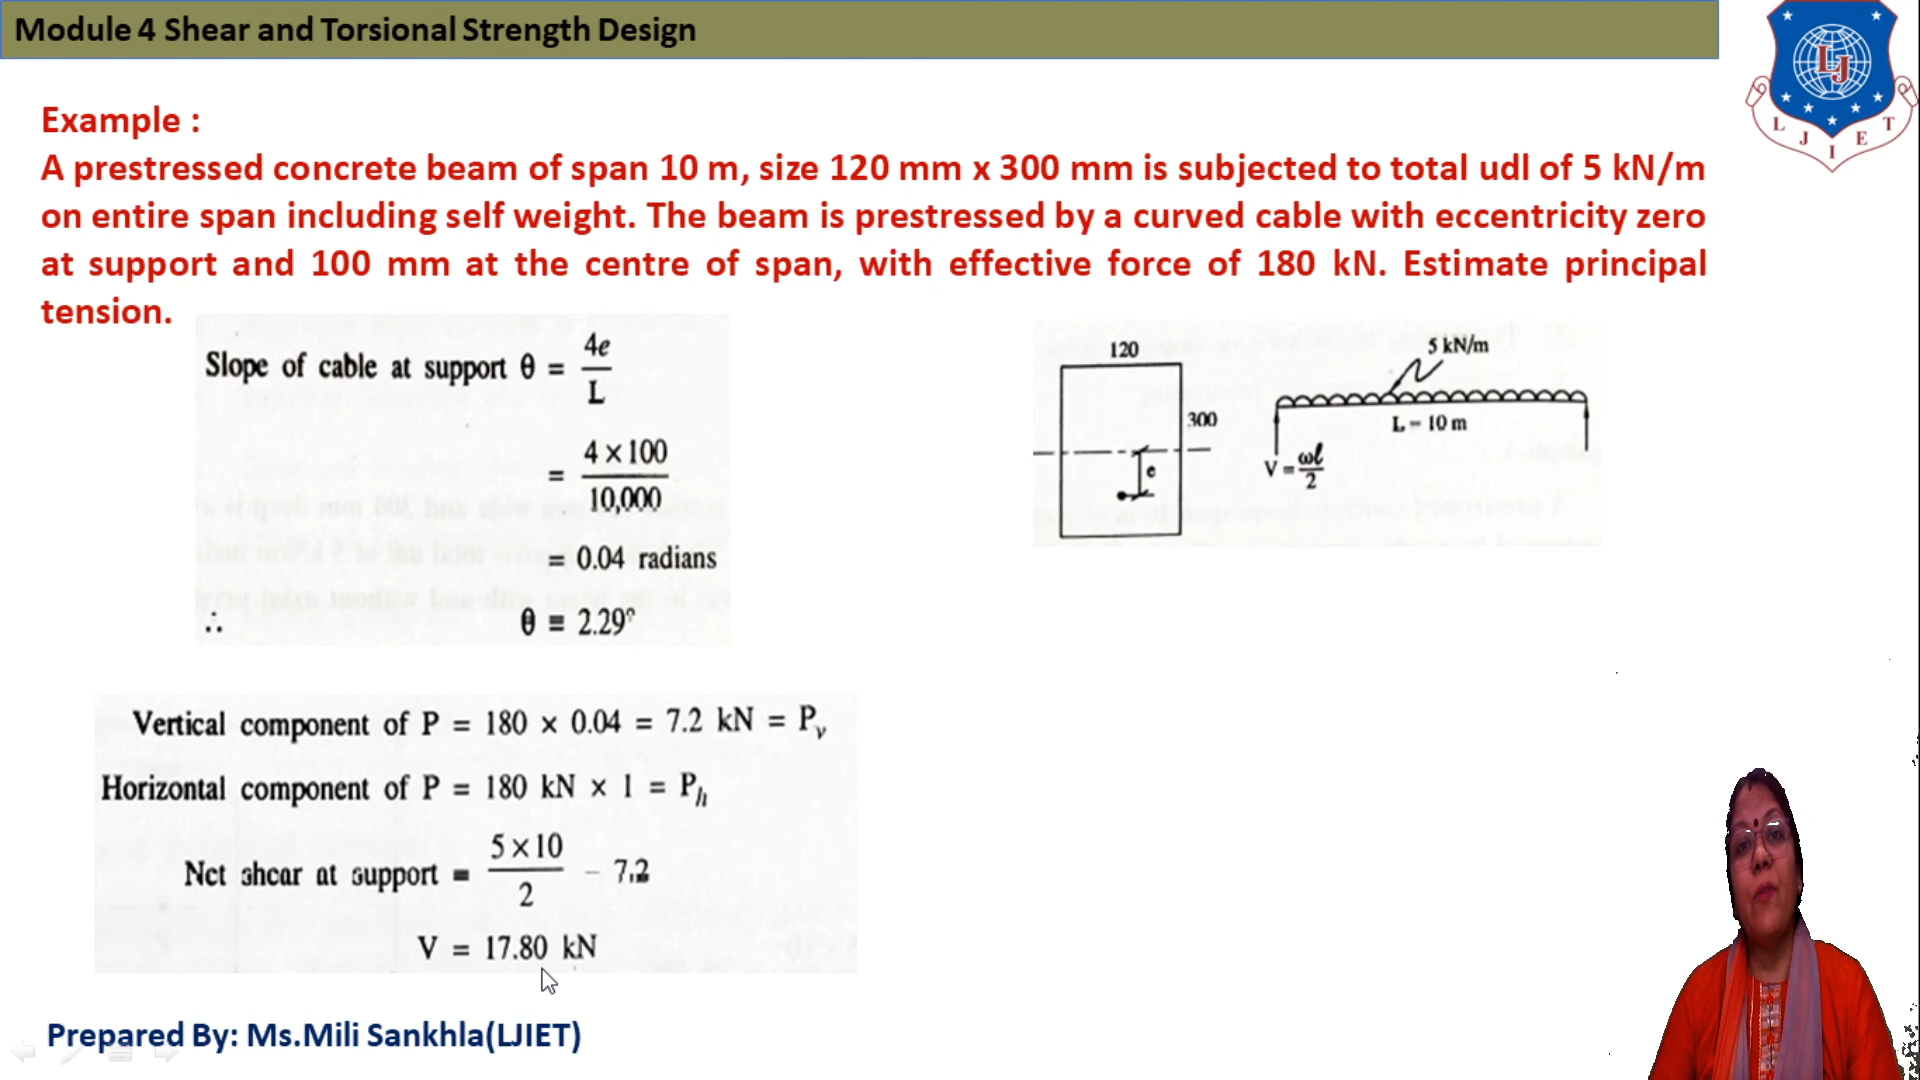 Module 4 Shear and Torsional Strength Design
L J I E T
Example :
A prestressed concrete beam of span 10 m, size 120 mm x 300 mm is subjected to total udl of 5 kN/m
on entire span including self weight. The beam is prestressed by a curved cable with eccentricity zero
at support and 100 mm at the centre of span, with effective force of 180 kN. Estimate principal
tension.
Slope of cable at support θ = 4e / L
= 4 × 100 / 10,000
= 0.04 radians
∴ θ = 2.29°
120
300
e
5 kN/m
L = 10 m
V = ωℓ / 2
Vertical component of P = 180 × 0.04 = 7.2 kN = Pv
Horizontal component of P = 180 kN × 1 = Ph
Net shear at support = 5 × 10 / 2 – 7.2
V = 17.80 kN
Prepared By: Ms.Mili Sankhla(LJIET)